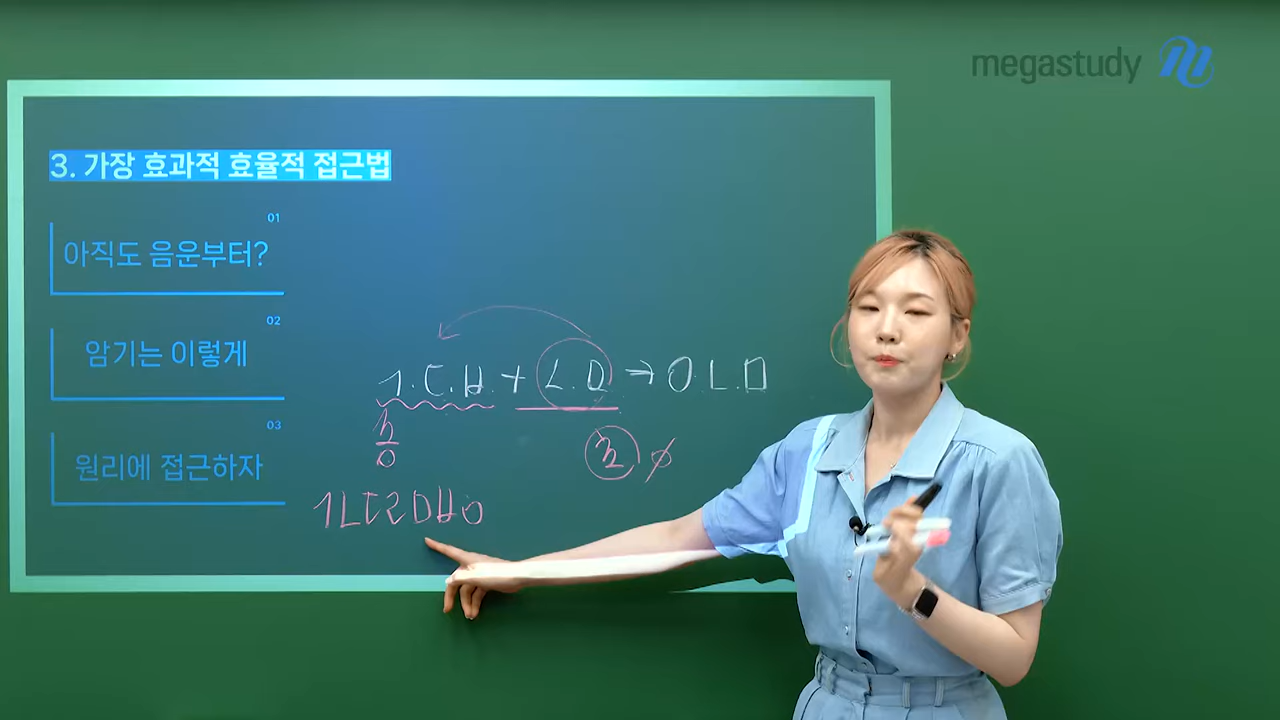 megastudy
3. 가장 효과적 효율적 접근법
01
아직도 음운부터?
02
암기는 이렇게
03
원리에 접근하자
ㄱ.ㄷ.ㅂ.+ㄴ.ㅁ→ㅇ.ㄴ.ㅁ
ㅈ
ㅇ
ㄱㄴㄷㄹㅁㅂㅇ